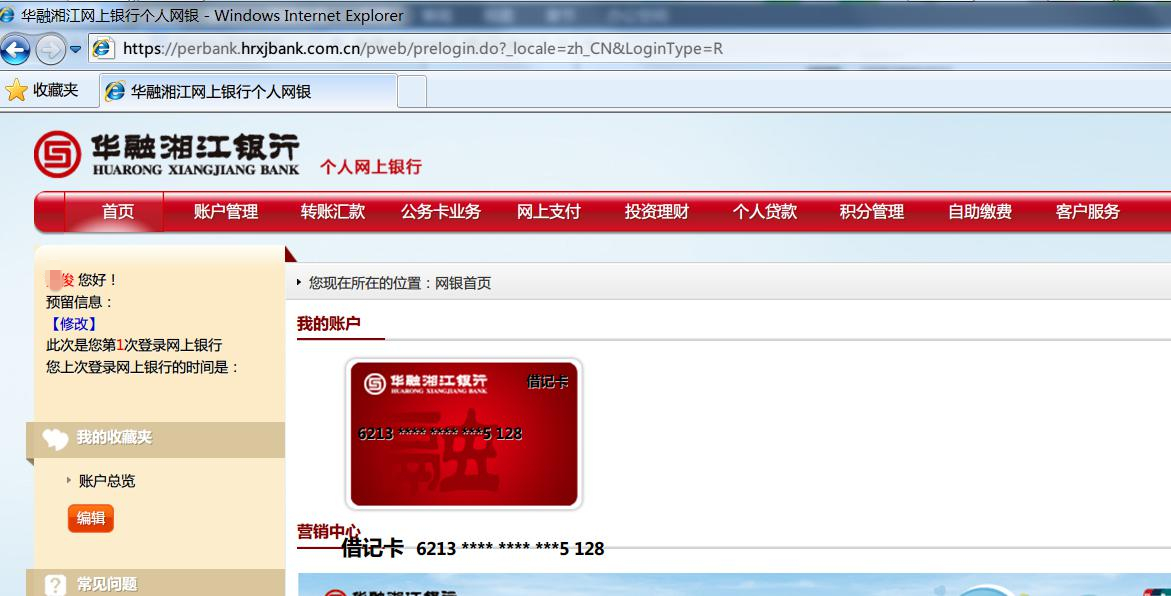 华融湘江网上银行个人网银 - Windows Internet Explorer
https://perbank.hrxjbank.com.cn/pweb/prelogin.do?_locale=zh_CN&LoginType=R
收藏夹 华融湘江网上银行个人网银
华融湘江银行
HUARONG XIANGJIANG BANK 个人网上银行
首页 账户管理 转账汇款 公务卡业务 网上支付 投资理财 个人贷款 积分管理 自助缴费 客户服务
俊 您好！
预留信息：
【修改】
此次是您第1次登录网上银行
您上次登录网上银行的时间是：
我的收藏夹
账户总览
编辑
常见问题
您现在所在的位置：网银首页
我的账户
华融湘江银行 借记卡
HUARONG XIANGJIANG BANK
6213 **** **** ***5 128
融
营销中心
借记卡 6213 **** **** ***5 128
华融湘江银行